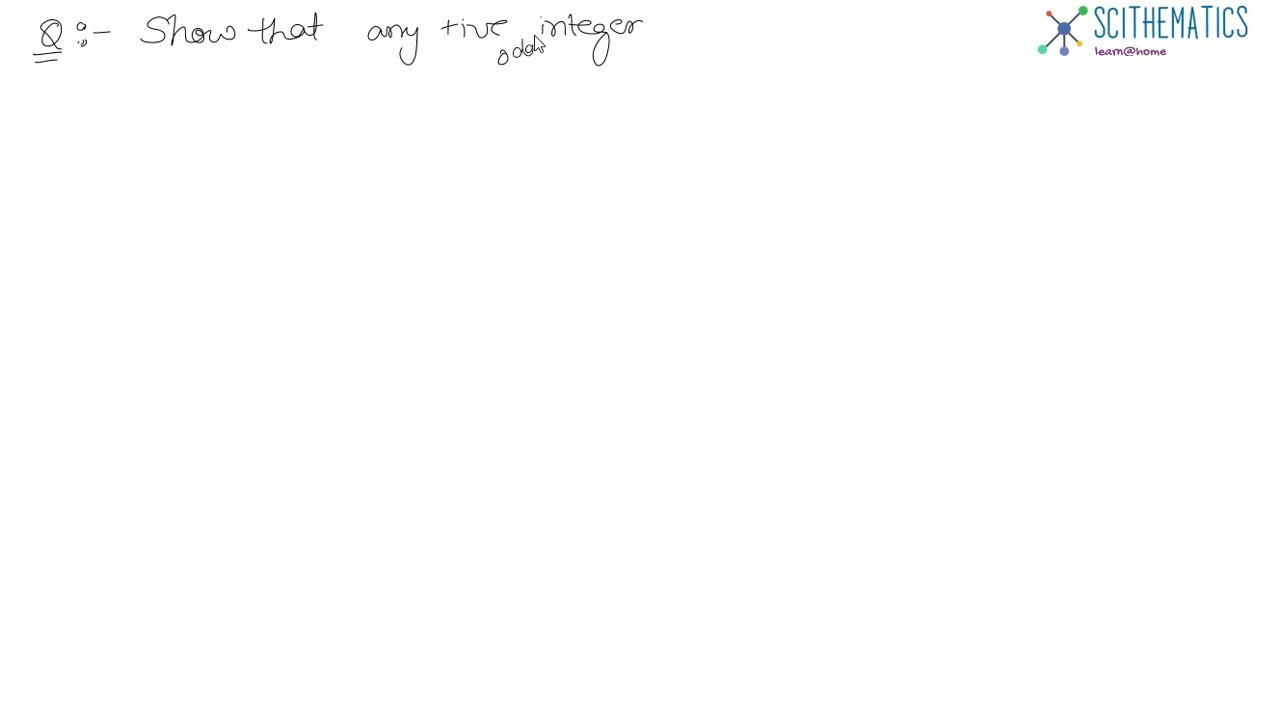 Q :- Show that any +ive odd integer
SCITHEMATICS
learn@home